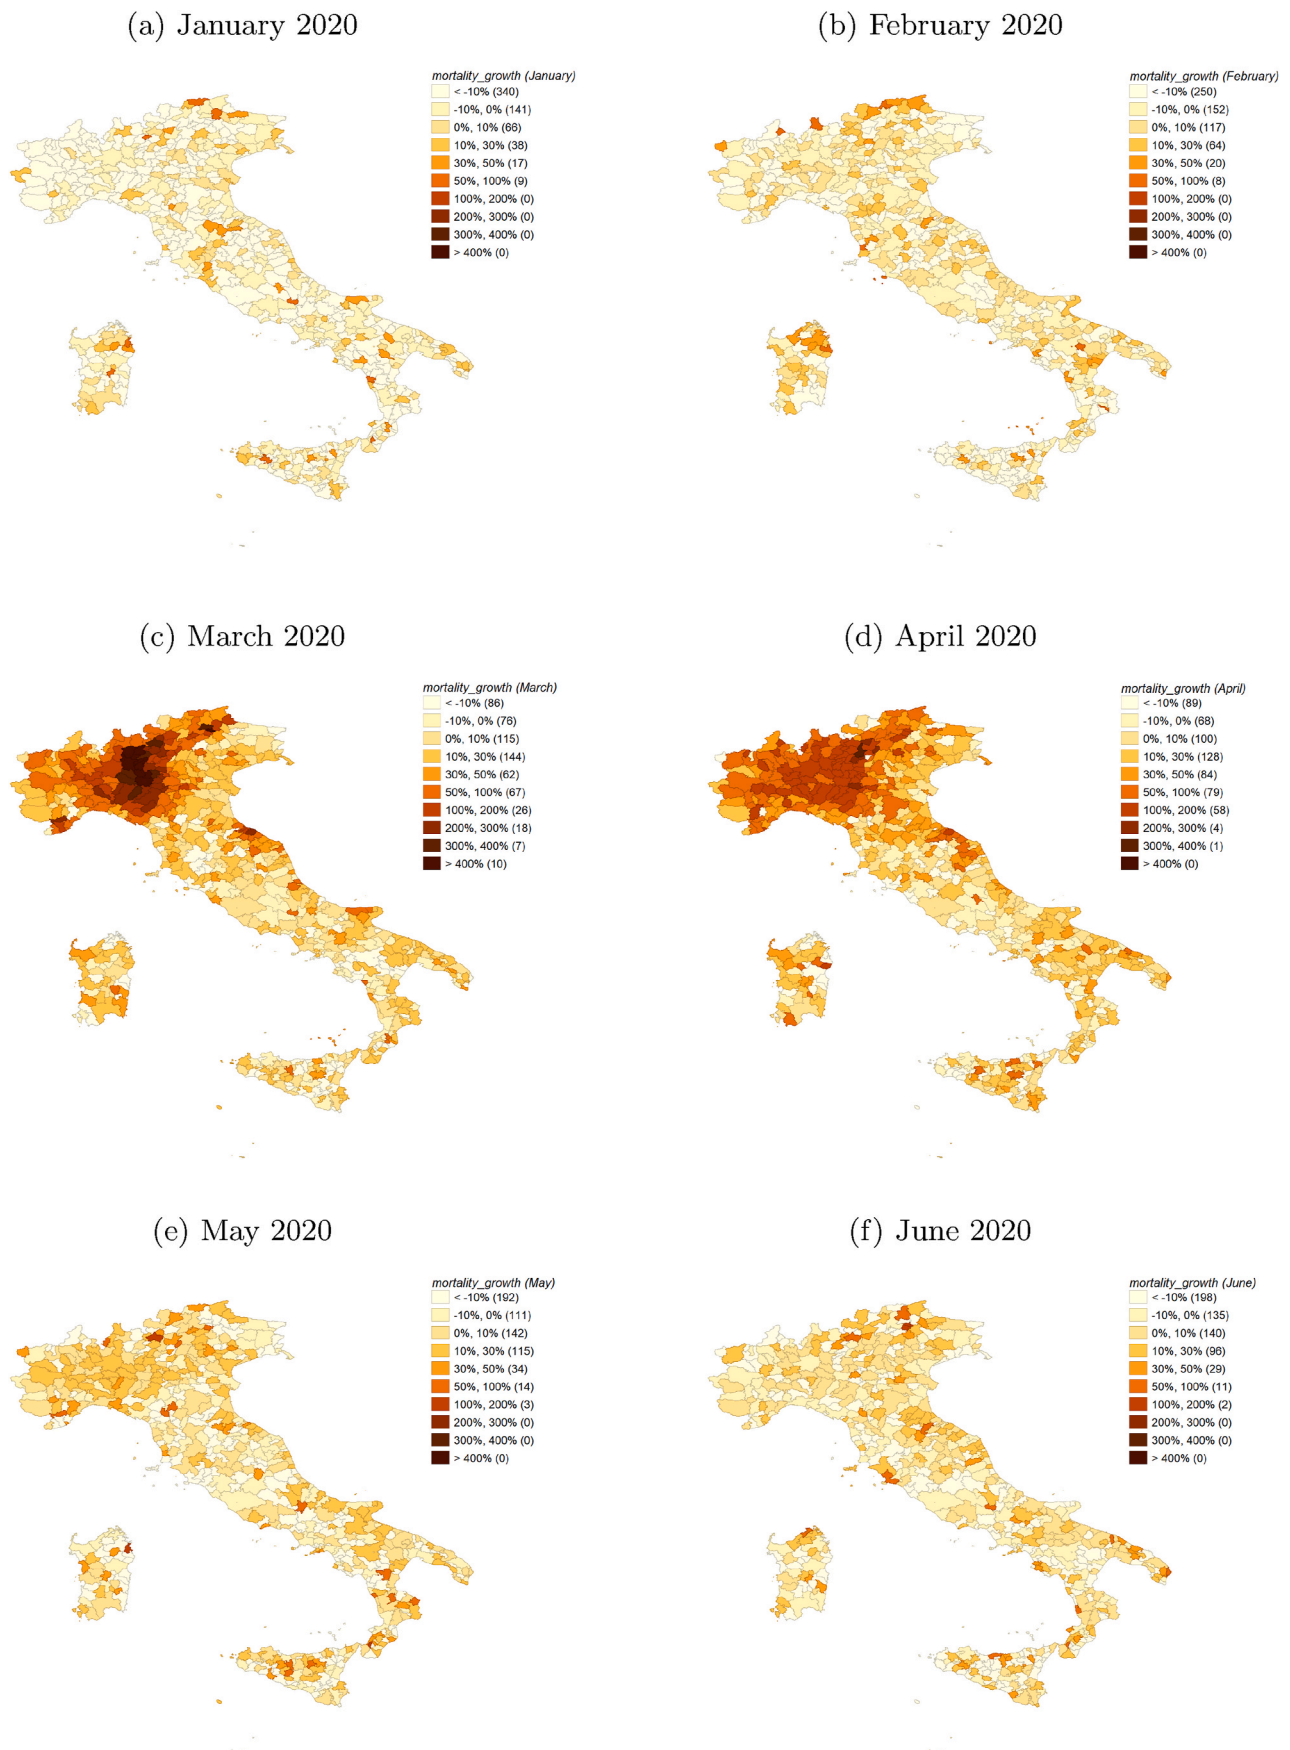 (a) January 2020
mortality_growth (January)
< -10% (340)
-10%, 0% (141)
0%, 10% (66)
10%, 30% (38)
30%, 50% (17)
50%, 100% (9)
100%, 200% (0)
200%, 300% (0)
300%, 400% (0)
> 400% (0)
(b) February 2020
mortality_growth (February)
< -10% (250)
-10%, 0% (152)
0%, 10% (117)
10%, 30% (64)
30%, 50% (20)
50%, 100% (8)
100%, 200% (0)
200%, 300% (0)
300%, 400% (0)
> 400% (0)
(c) March 2020
mortality_growth (March)
< -10% (86)
-10%, 0% (76)
0%, 10% (115)
10%, 30% (144)
30%, 50% (62)
50%, 100% (67)
100%, 200% (26)
200%, 300% (18)
300%, 400% (7)
> 400% (10)
(d) April 2020
mortality_growth (April)
< -10% (89)
-10%, 0% (68)
0%, 10% (100)
10%, 30% (128)
30%, 50% (84)
50%, 100% (79)
100%, 200% (58)
200%, 300% (4)
300%, 400% (1)
> 400% (0)
(e) May 2020
mortality_growth (May)
< -10% (192)
-10%, 0% (111)
0%, 10% (142)
10%, 30% (115)
30%, 50% (34)
50%, 100% (14)
100%, 200% (3)
200%, 300% (0)
300%, 400% (0)
> 400% (0)
(f) June 2020
mortality_growth (June)
< -10% (198)
-10%, 0% (135)
0%, 10% (140)
10%, 30% (96)
30%, 50% (29)
50%, 100% (11)
100%, 200% (2)
200%, 300% (0)
300%, 400% (0)
> 400% (0)